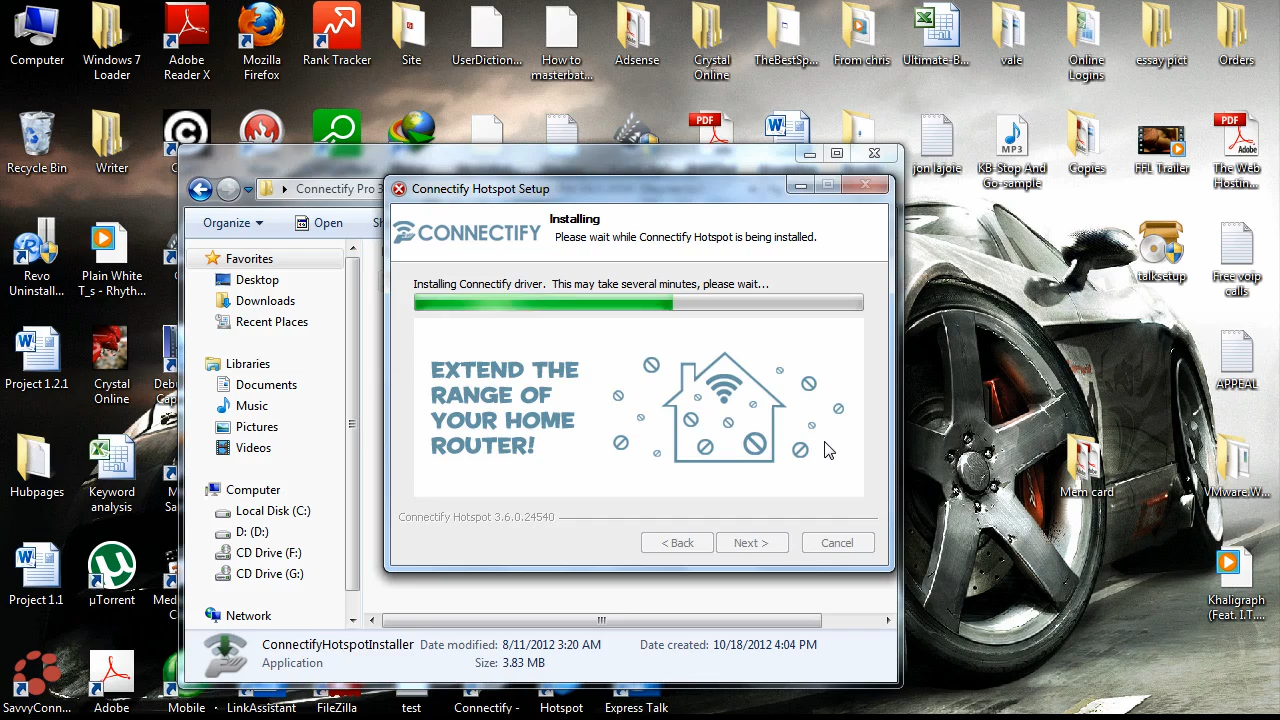 Computer
Windows 7
Loader
Adobe
Reader X
Mozilla
Firefox
Rank Tracker
Site
UserDiction...
How to
masterbat...
Adsense
Crystal
Online
TheBestSp...
From chris
Ultimate-B...
vale
Online
Logins
essay pict
Orders
Recycle Bin
Writer
PDF
jon lajoie
MP3
KB-Stop And
Go-sample
Copies
FFL Trailer
PDF
Adobe
The Web
Hostin...
Connectify Pro 3
Organize
Open
Favorites
Desktop
Downloads
Recent Places
Libraries
Documents
Music
Pictures
Videos
Computer
Local Disk (C:)
D: (D:)
CD Drive (F:)
CD Drive (G:)
Network
Connectify Hotspot Setup
CONNECTIFY
Installing
Please wait while Connectify Hotspot is being installed.
Installing Connectify driver. This may take several minutes, please wait...
EXTEND THE
RANGE OF
YOUR HOME
ROUTER!
Connectify Hotspot 3.6.0.24540
< Back
Next >
Cancel
ConnectifyHotspotInstaller
Date modified: 8/11/2012 3:20 AM
Date created: 10/18/2012 4:04 PM
Application
Size: 3.83 MB
Revo
Uninstall...
Plain White
T_s - Rhyth...
talksetup
Free voip
calls
Project 1.2.1
Crystal
Online
APPEAL
Hubpages
Keyword
analysis
Mem card
VMware.W...
Project 1.1
µTorrent
Khaligraph
(Feat. I.T....
SavvyConn...
Adobe
Mobile
LinkAssistant
FileZilla
test
Connectify -
Hotspot
Express Talk